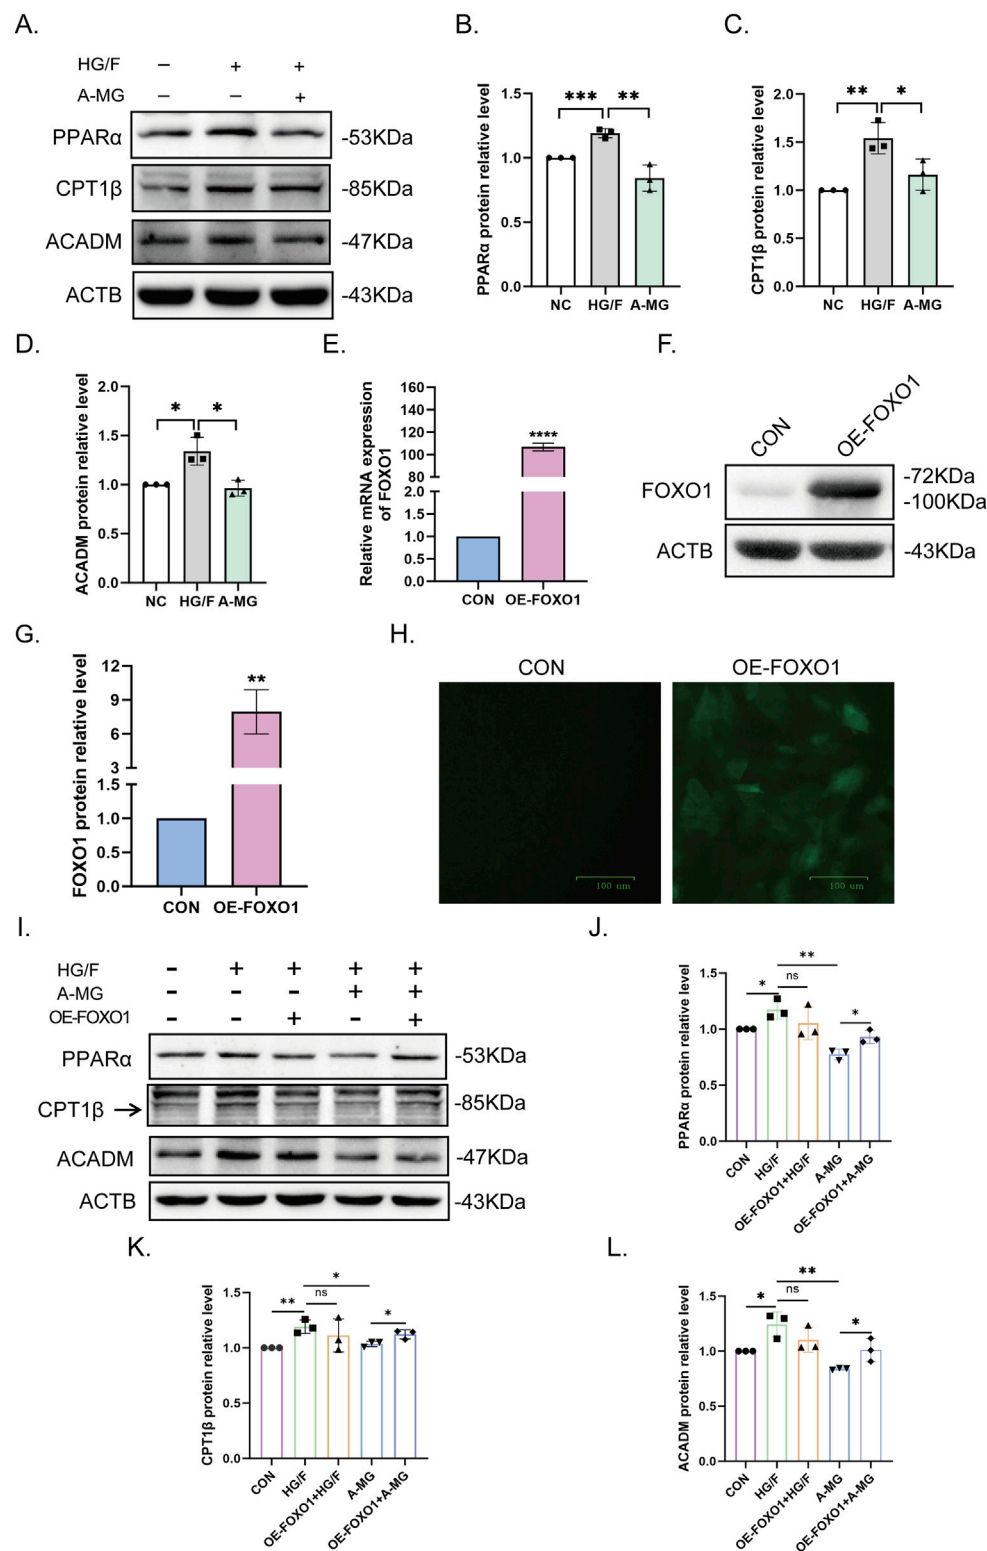 A.
HG/F − + +
A-MG − − +
PPARα -53KDa
CPT1β -85KDa
ACADM -47KDa
ACTB -43KDa
B.
PPARα protein relative level
1.5
1.0
0.5
0.0
*** **
NC HG/F A-MG
C.
CPT1β protein relative level
2.0
1.5
1.0
0.5
0.0
** *
NC HG/F A-MG
D.
ACADM protein relative level
2.0
1.5
1.0
0.5
0.0
* *
NC HG/F A-MG
E.
Relative mRNA expression
of FOXO1
160
140
120
100
80
2.0
1.5
1.0
0.5
0.0
****
CON OE-FOXO1
F.
CON OE-FOXO1
FOXO1 -72KDa
-100KDa
ACTB -43KDa
G.
FOXO1 protein relative level
12
9
6
3
1.5
1.0
0.5
0.0
**
CON OE-FOXO1
H.
CON OE-FOXO1
100 um 100 um
I.
HG/F - + + + +
A-MG - - - + +
OE-FOXO1 - - + - +
PPARα -53KDa
CPT1β → -85KDa
ACADM -47KDa
ACTB -43KDa
J.
PPARα protein relative level
1.5
1.0
0.5
0.0
**
* ns *
CON HG/F OE-FOXO1+HG/F A-MG OE-FOXO1+A-MG
K.
CPT1β protein relative level
1.5
1.0
0.5
0.0
*
** ns *
CON HG/F OE-FOXO1+HG/F A-MG OE-FOXO1+A-MG
L.
ACADM protein relative level
1.5
1.0
0.5
0.0
**
* ns *
CON HG/F OE-FOXO1+HG/F A-MG OE-FOXO1+A-MG